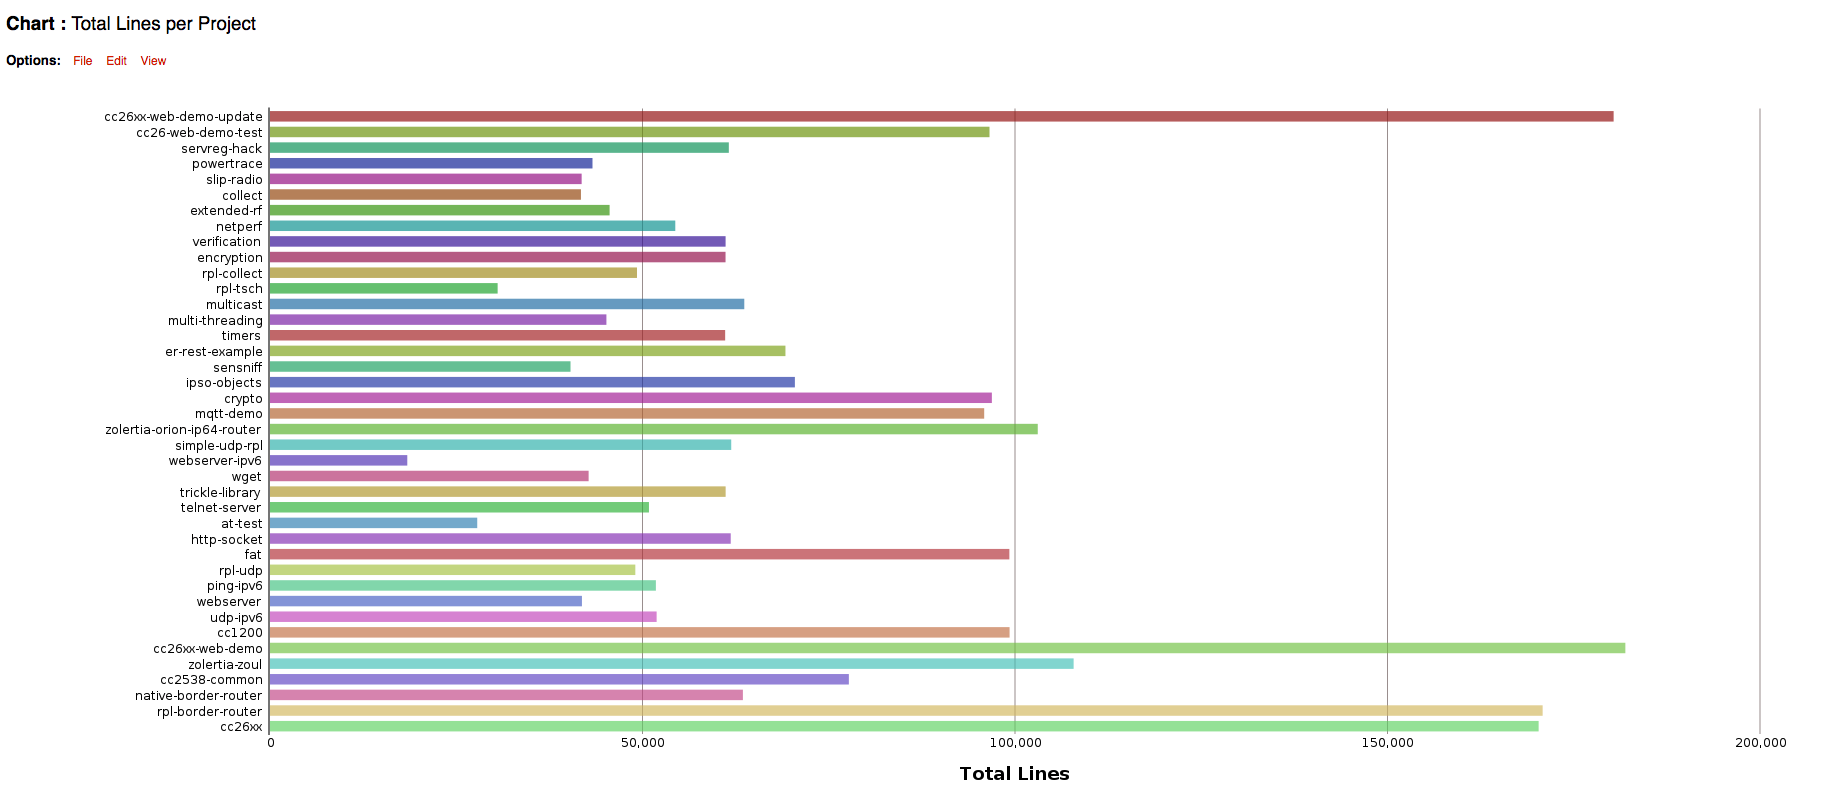 Chart : Total Lines per Project
Options: File Edit View
cc26xx-web-demo-update
cc26-web-demo-test
servreg-hack
powertrace
slip-radio
collect
extended-rf
netperf
verification
encryption
rpl-collect
rpl-tsch
multicast
multi-threading
timers
er-rest-example
sensniff
ipso-objects
crypto
mqtt-demo
zolertia-orion-ip64-router
simple-udp-rpl
webserver-ipv6
wget
trickle-library
telnet-server
at-test
http-socket
fat
rpl-udp
ping-ipv6
webserver
udp-ipv6
cc1200
cc26xx-web-demo
zolertia-zoul
cc2538-common
native-border-router
rpl-border-router
cc26xx
0 50,000 100,000 150,000 200,000
Total Lines